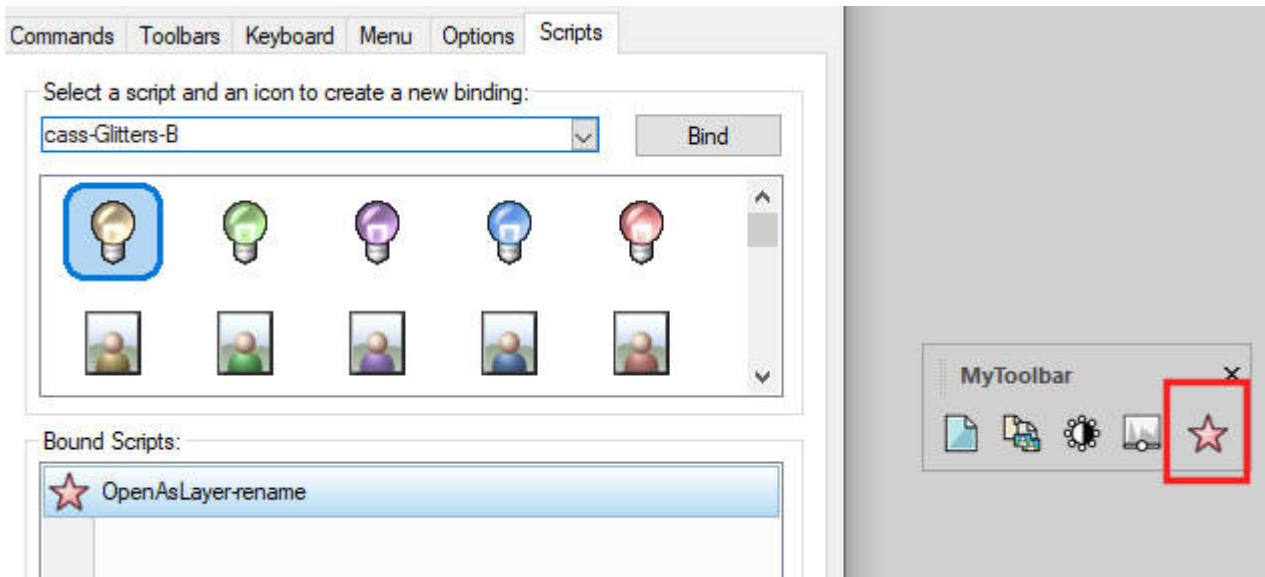 Commands Toolbars Keyboard Menu Options Scripts
Select a script and an icon to create a new binding:
cass-Glitters-B
Bind
Bound Scripts:
OpenAsLayer-rename
MyToolbar